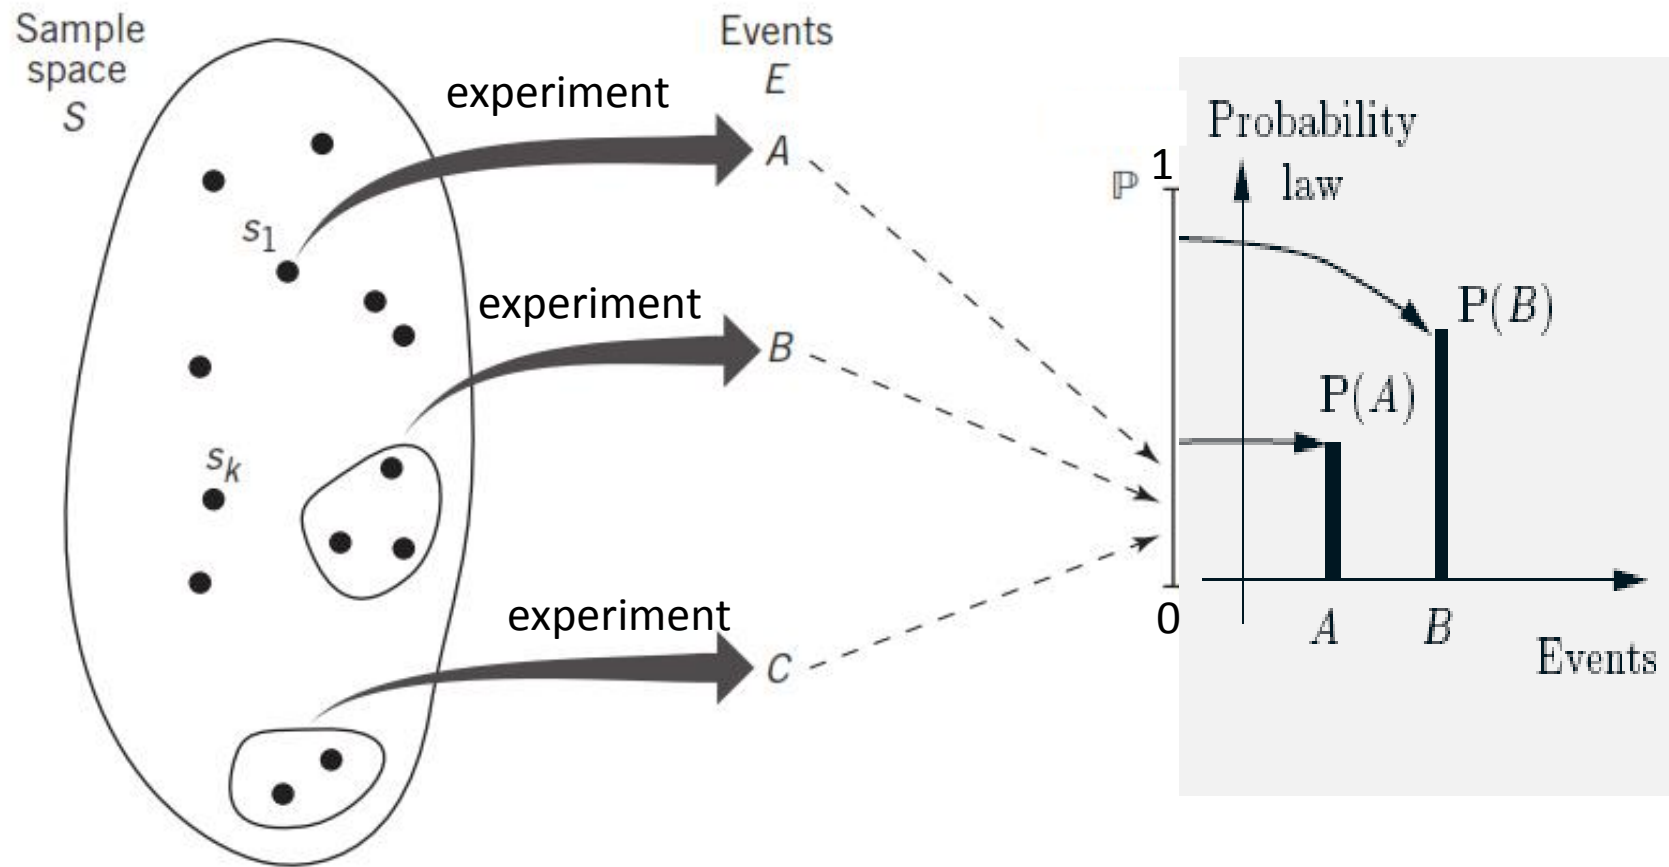 Sample
space
S
Events
E
experiment
A
s1
experiment
B
sk
experiment
C
ℙ
1
0
Probability
law
P(B)
P(A)
A
B
Events